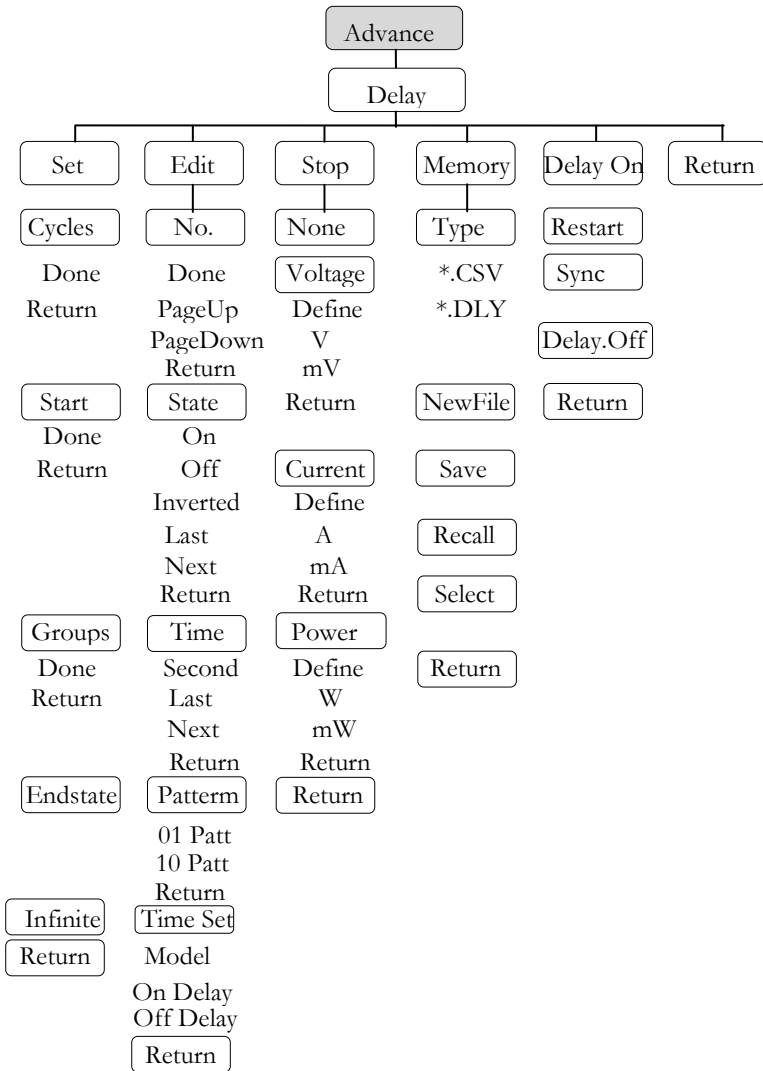 Advance
Delay
Set Edit Stop Memory Delay On Return
Cycles No. None Type Restart
Done Done Voltage *.CSV Sync
Return PageUp Define *.DLY
PageDown V Delay.Off
Return mV
Start State Return NewFile Return
Done On
Return Off Current Save
Inverted Define
Last A Recall
Next mA
Return Return Select
Groups Time Power
Done Second Define Return
Return Last W
Next mW
Return Return
Endstate Patterm Return
01 Patt
10 Patt
Return
Infinite Time Set
Return Model
On Delay
Off Delay
Return